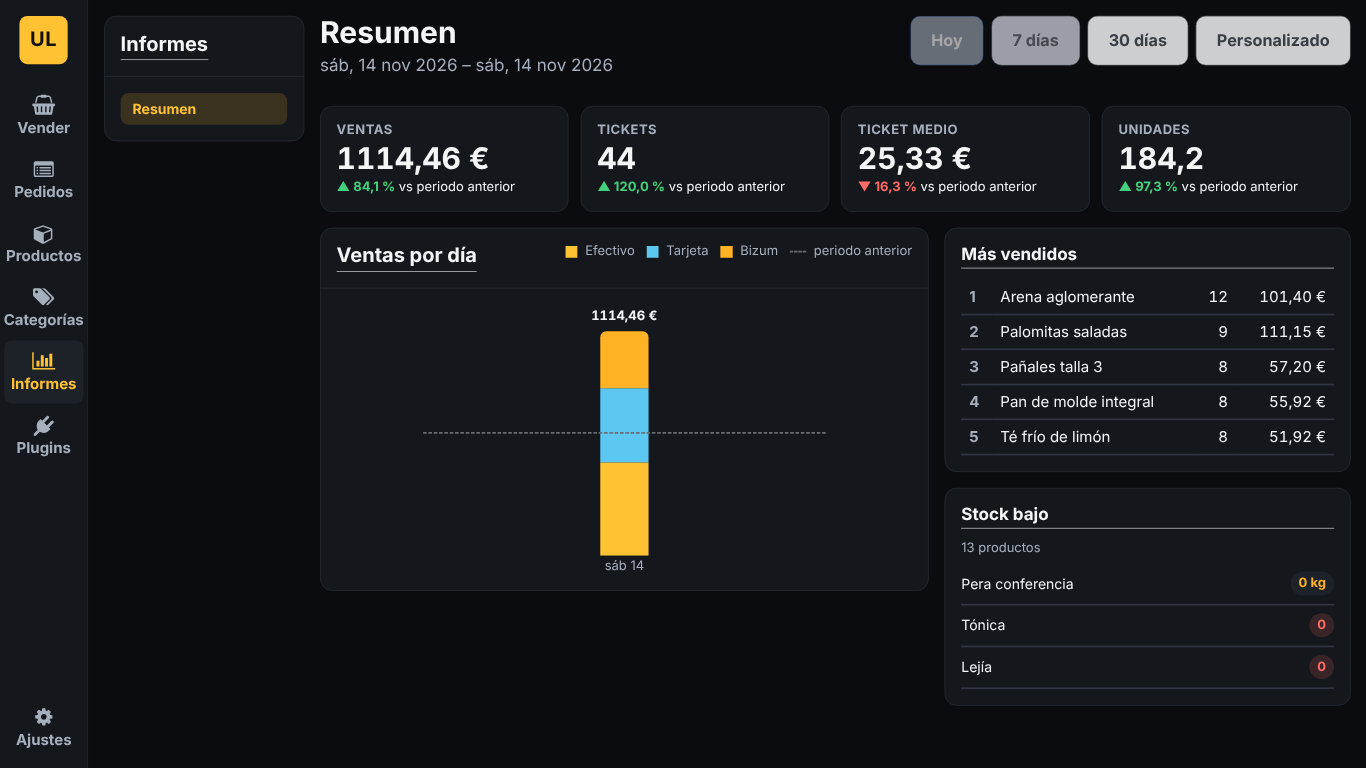 UL
Vender
Pedidos
Productos
Categorías
Informes
Plugins
Ajustes
Informes
Resumen
Resumen
sáb, 14 nov 2026 – sáb, 14 nov 2026
Hoy
7 días
30 días
Personalizado
VENTAS
1114,46 €
▲ 84,1 % vs periodo anterior
TICKETS
44
▲ 120,0 % vs periodo anterior
TICKET MEDIO
25,33 €
▼ 16,3 % vs periodo anterior
UNIDADES
184,2
▲ 97,3 % vs periodo anterior
Ventas por día
Efectivo Tarjeta Bizum periodo anterior
1114,46 €
sáb 14
Más vendidos
1 Arena aglomerante 12 101,40 €
2 Palomitas saladas 9 111,15 €
3 Pañales talla 3 8 57,20 €
4 Pan de molde integral 8 55,92 €
5 Té frío de limón 8 51,92 €
Stock bajo
13 productos
Pera conferencia 0 kg
Tónica 0
Lejía 0